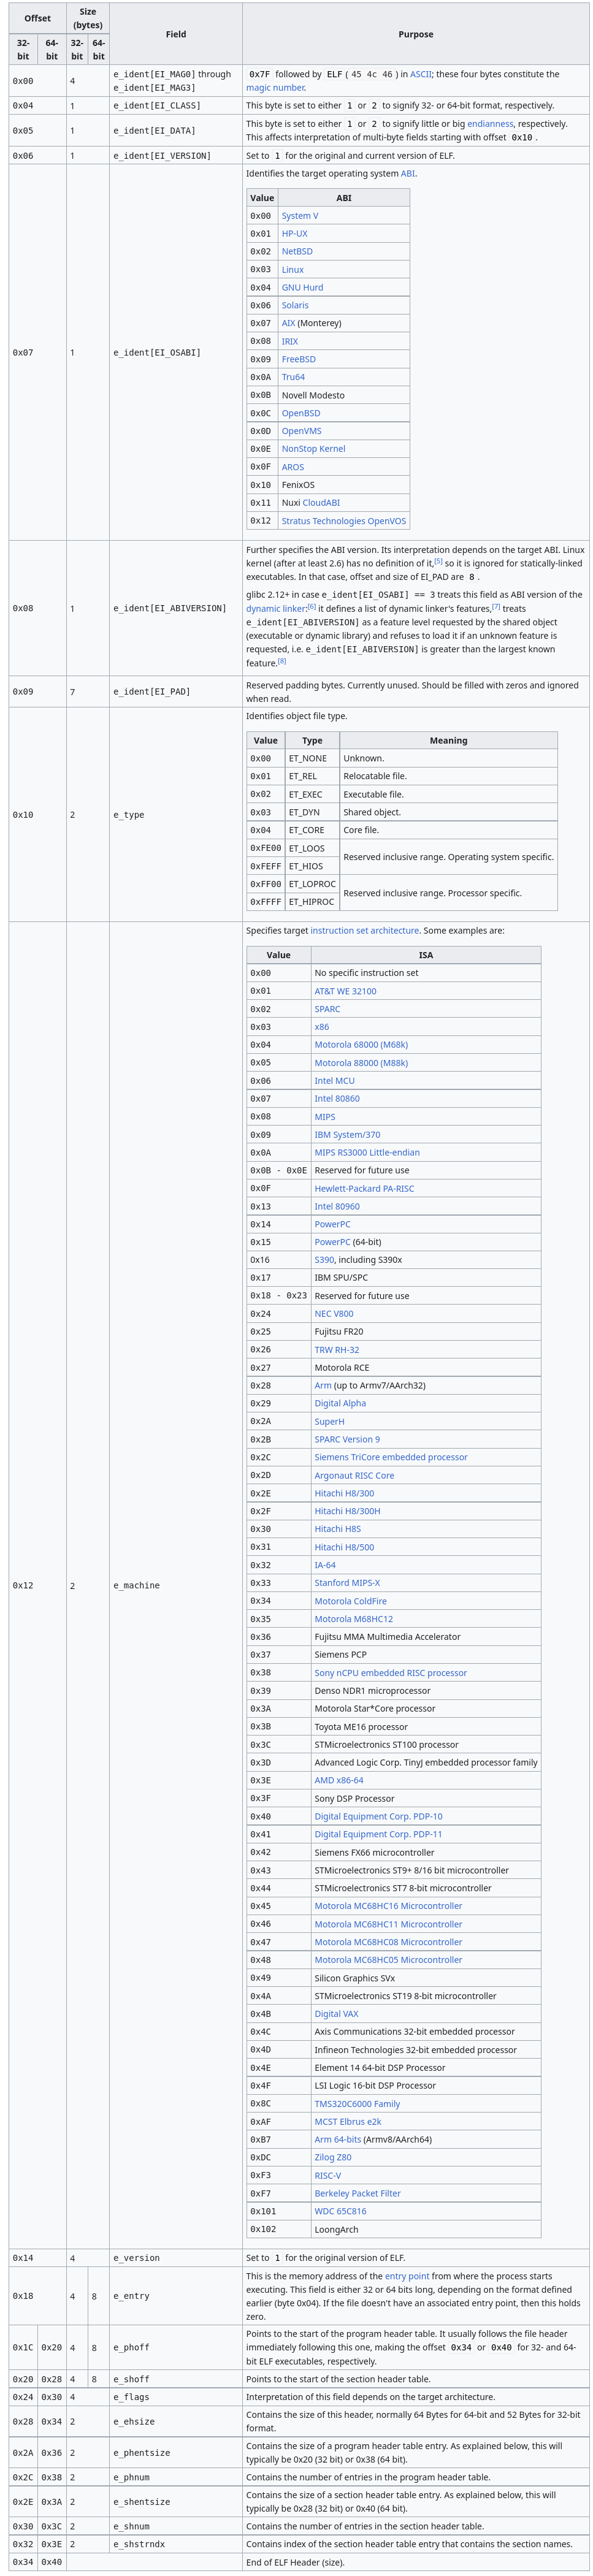 Offset Size (bytes) Field Purpose
32-bit 64-bit 32-bit 64-bit
0x00 4 e_ident[EI_MAG0] through e_ident[EI_MAG3] 0x7F followed by ELF ( 45 4c 46 ) in ASCII; these four bytes constitute the
magic number.
0x04 1 e_ident[EI_CLASS] This byte is set to either 1 or 2 to signify 32- or 64-bit format, respectively.
0x05 1 e_ident[EI_DATA] This byte is set to either 1 or 2 to signify little or big endianness, respectively.
This affects interpretation of multi-byte fields starting with offset 0x10 .
0x06 1 e_ident[EI_VERSION] Set to 1 for the original and current version of ELF.
0x07 1 e_ident[EI_OSABI] Identifies the target operating system ABI.
Value ABI
0x00 System V
0x01 HP-UX
0x02 NetBSD
0x03 Linux
0x04 GNU Hurd
0x06 Solaris
0x07 AIX (Monterey)
0x08 IRIX
0x09 FreeBSD
0x0A Tru64
0x0B Novell Modesto
0x0C OpenBSD
0x0D OpenVMS
0x0E NonStop Kernel
0x0F AROS
0x10 FenixOS
0x11 Nuxi CloudABI
0x12 Stratus Technologies OpenVOS
0x08 1 e_ident[EI_ABIVERSION] Further specifies the ABI version. Its interpretation depends on the target ABI. Linux
kernel (after at least 2.6) has no definition of it,[5] so it is ignored for statically-linked
executables. In that case, offset and size of EI_PAD are 8 .
glibc 2.12+ in case e_ident[EI_OSABI] == 3 treats this field as ABI version of the
dynamic linker:[6] it defines a list of dynamic linker's features,[7] treats
e_ident[EI_ABIVERSION] as a feature level requested by the shared object
(executable or dynamic library) and refuses to load it if an unknown feature is
requested, i.e. e_ident[EI_ABIVERSION] is greater than the largest known
feature.[8]
0x09 7 e_ident[EI_PAD] Reserved padding bytes. Currently unused. Should be filled with zeros and ignored
when read.
0x10 2 e_type Identifies object file type.
Value Type Meaning
0x00 ET_NONE Unknown.
0x01 ET_REL Relocatable file.
0x02 ET_EXEC Executable file.
0x03 ET_DYN Shared object.
0x04 ET_CORE Core file.
0xFE00 ET_LOOS Reserved inclusive range. Operating system specific.
0xFEFF ET_HIOS
0xFF00 ET_LOPROC Reserved inclusive range. Processor specific.
0xFFFF ET_HIPROC
0x12 2 e_machine Specifies target instruction set architecture. Some examples are:
Value ISA
0x00 No specific instruction set
0x01 AT&T WE 32100
0x02 SPARC
0x03 x86
0x04 Motorola 68000 (M68k)
0x05 Motorola 88000 (M88k)
0x06 Intel MCU
0x07 Intel 80860
0x08 MIPS
0x09 IBM System/370
0x0A MIPS RS3000 Little-endian
0x0B - 0x0E Reserved for future use
0x0F Hewlett-Packard PA-RISC
0x13 Intel 80960
0x14 PowerPC
0x15 PowerPC (64-bit)
0x16 S390, including S390x
0x17 IBM SPU/SPC
0x18 - 0x23 Reserved for future use
0x24 NEC V800
0x25 Fujitsu FR20
0x26 TRW RH-32
0x27 Motorola RCE
0x28 Arm (up to Armv7/AArch32)
0x29 Digital Alpha
0x2A SuperH
0x2B SPARC Version 9
0x2C Siemens TriCore embedded processor
0x2D Argonaut RISC Core
0x2E Hitachi H8/300
0x2F Hitachi H8/300H
0x30 Hitachi H8S
0x31 Hitachi H8/500
0x32 IA-64
0x33 Stanford MIPS-X
0x34 Motorola ColdFire
0x35 Motorola M68HC12
0x36 Fujitsu MMA Multimedia Accelerator
0x37 Siemens PCP
0x38 Sony nCPU embedded RISC processor
0x39 Denso NDR1 microprocessor
0x3A Motorola Star*Core processor
0x3B Toyota ME16 processor
0x3C STMicroelectronics ST100 processor
0x3D Advanced Logic Corp. TinyJ embedded processor family
0x3E AMD x86-64
0x3F Sony DSP Processor
0x40 Digital Equipment Corp. PDP-10
0x41 Digital Equipment Corp. PDP-11
0x42 Siemens FX66 microcontroller
0x43 STMicroelectronics ST9+ 8/16 bit microcontroller
0x44 STMicroelectronics ST7 8-bit microcontroller
0x45 Motorola MC68HC16 Microcontroller
0x46 Motorola MC68HC11 Microcontroller
0x47 Motorola MC68HC08 Microcontroller
0x48 Motorola MC68HC05 Microcontroller
0x49 Silicon Graphics SVx
0x4A STMicroelectronics ST19 8-bit microcontroller
0x4B Digital VAX
0x4C Axis Communications 32-bit embedded processor
0x4D Infineon Technologies 32-bit embedded processor
0x4E Element 14 64-bit DSP Processor
0x4F LSI Logic 16-bit DSP Processor
0x8C TMS320C6000 Family
0xAF MCST Elbrus e2k
0xB7 Arm 64-bits (Armv8/AArch64)
0xDC Zilog Z80
0xF3 RISC-V
0xF7 Berkeley Packet Filter
0x101 WDC 65C816
0x102 LoongArch
0x14 4 e_version Set to 1 for the original version of ELF.
0x18 4 8 e_entry This is the memory address of the entry point from where the process starts
executing. This field is either 32 or 64 bits long, depending on the format defined
earlier (byte 0x04). If the file doesn't have an associated entry point, then this holds
zero.
0x1C 0x20 4 8 e_phoff Points to the start of the program header table. It usually follows the file header
immediately following this one, making the offset 0x34 or 0x40 for 32- and 64-
bit ELF executables, respectively.
0x20 0x28 4 8 e_shoff Points to the start of the section header table.
0x24 0x30 4 e_flags Interpretation of this field depends on the target architecture.
0x28 0x34 2 e_ehsize Contains the size of this header, normally 64 Bytes for 64-bit and 52 Bytes for 32-bit
format.
0x2A 0x36 2 e_phentsize Contains the size of a program header table entry. As explained below, this will
typically be 0x20 (32 bit) or 0x38 (64 bit).
0x2C 0x38 2 e_phnum Contains the number of entries in the program header table.
0x2E 0x3A 2 e_shentsize Contains the size of a section header table entry. As explained below, this will
typically be 0x28 (32 bit) or 0x40 (64 bit).
0x30 0x3C 2 e_shnum Contains the number of entries in the section header table.
0x32 0x3E 2 e_shstrndx Contains index of the section header table entry that contains the section names.
0x34 0x40 End of ELF Header (size).